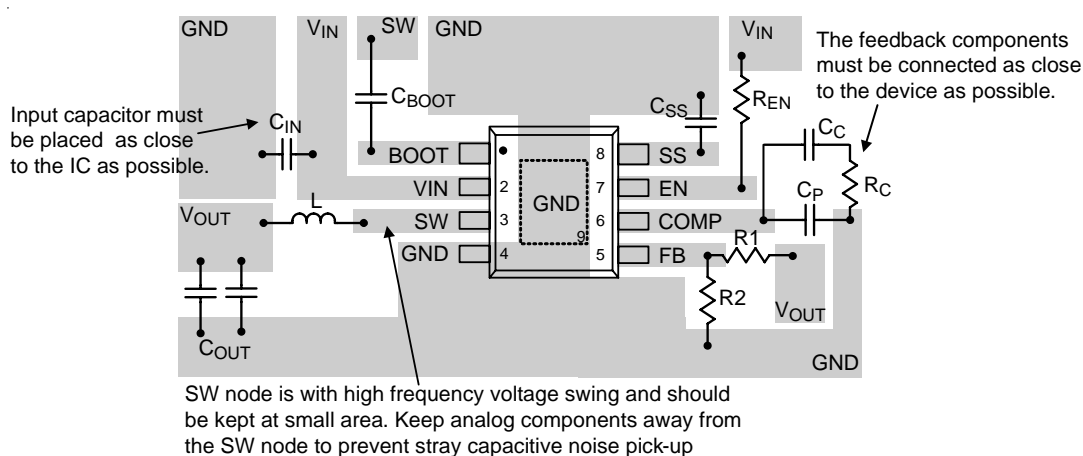 GND
VIN
SW
GND
VIN
The feedback components
must be connected as close
to the device as possible.
CBOOT
CSS
REN
Input capacitor must
be placed as close
to the IC as possible.
CIN
CC
RC
CP
BOOT
8
SS
VIN
2
GND
7
EN
VOUT
L
SW
3
6
COMP
9
GND
4
5
FB
R1
R2
VOUT
COUT
GND
SW node is with high frequency voltage swing and should
be kept at small area. Keep analog components away from
the SW node to prevent stray capacitive noise pick-up